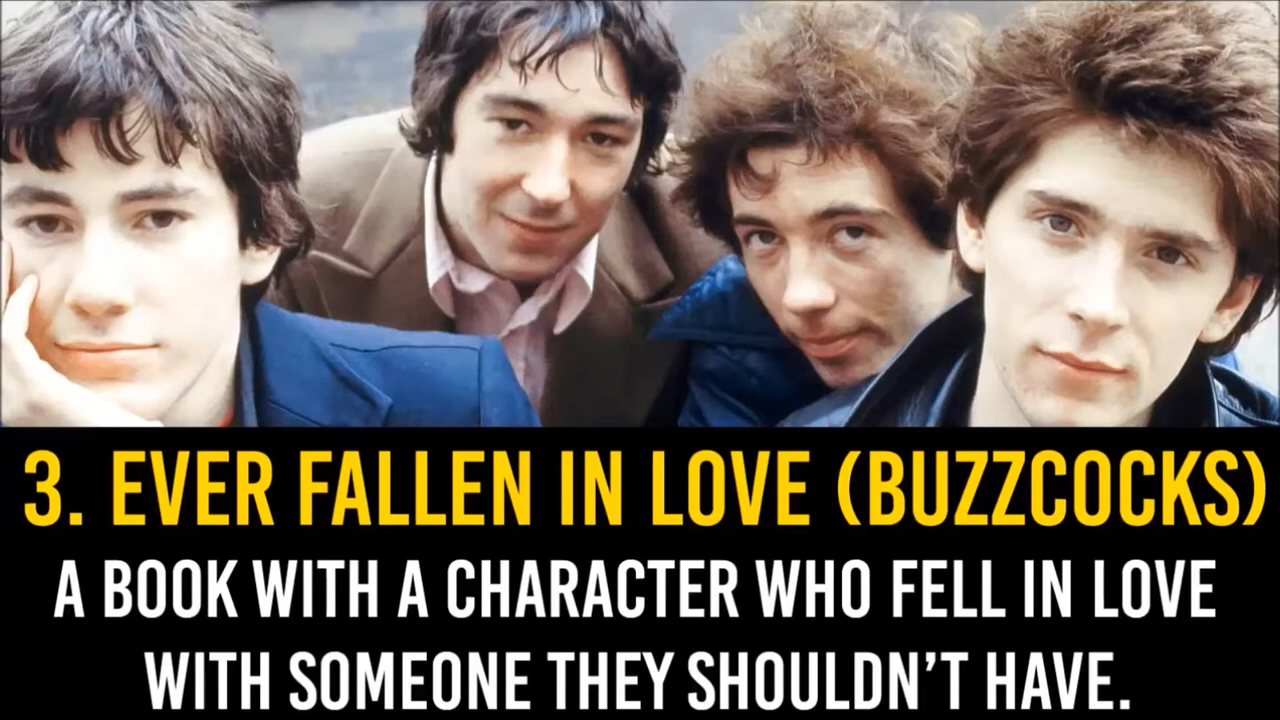 3. EVER FALLEN IN LOVE (BUZZCOCKS)
A BOOK WITH A CHARACTER WHO FELL IN LOVE
WITH SOMEONE THEY SHOULDN'T HAVE.